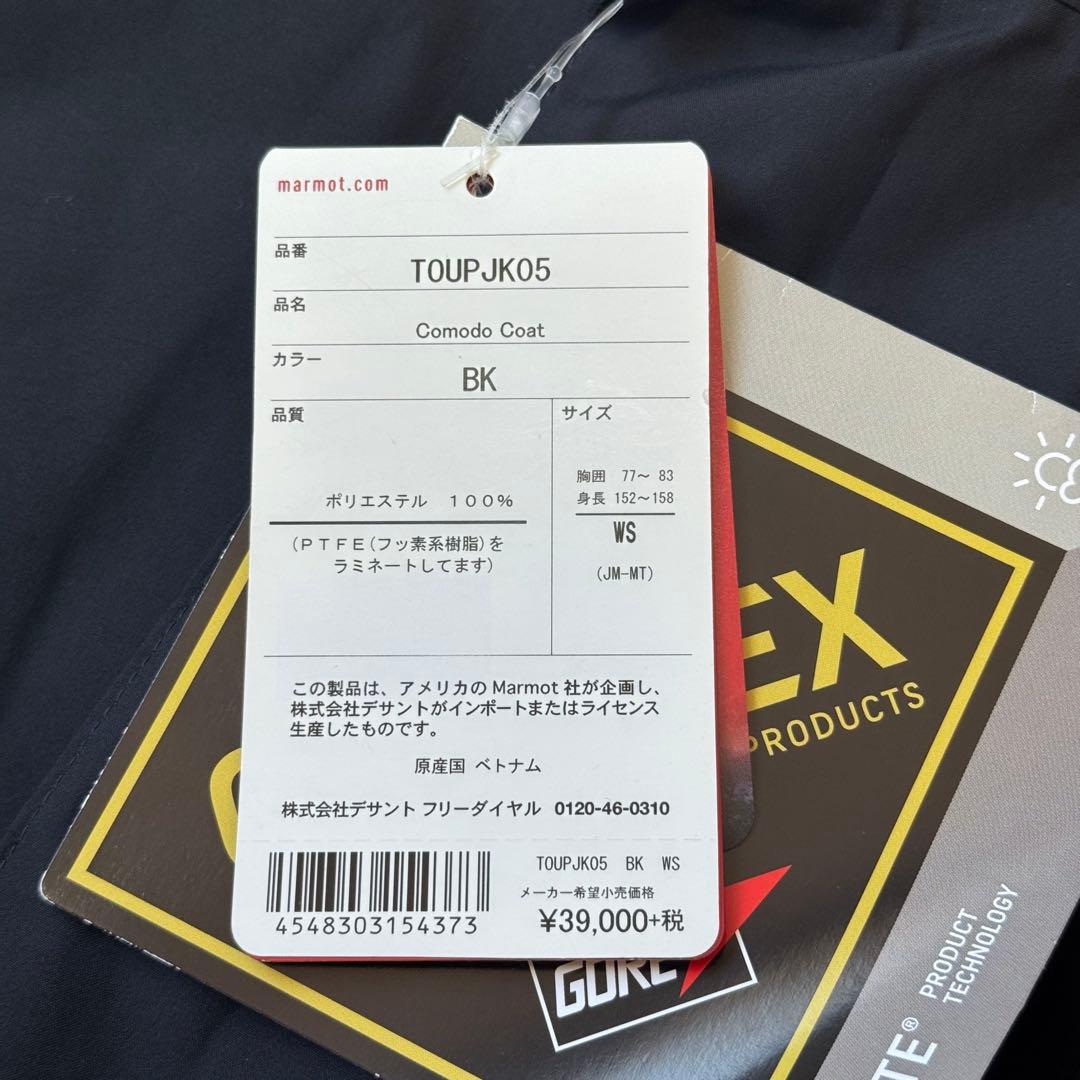 marmot.com
品番
TOUPJK05
品名
Comodo Coat
カラー
BK
品質
ポリエステル 100%
(PTFE(フッ素系樹脂)を
ラミネートしてます)
サイズ
胸囲 77～ 83
身長 152～158
WS
(JM-MT)
この製品は、アメリカのMarmot 社が企画し、
株式会社デサントがインポートまたはライセンス
生産したものです。
原産国 ベトナム
株式会社デサント フリーダイヤル 0120-46-0310
4548303154373
TOUPJK05 BK WS
メーカー希望小売価格
¥39,000+税
EX
PRODUCTS
GORE
PRODUCT
TECHNOLOGY